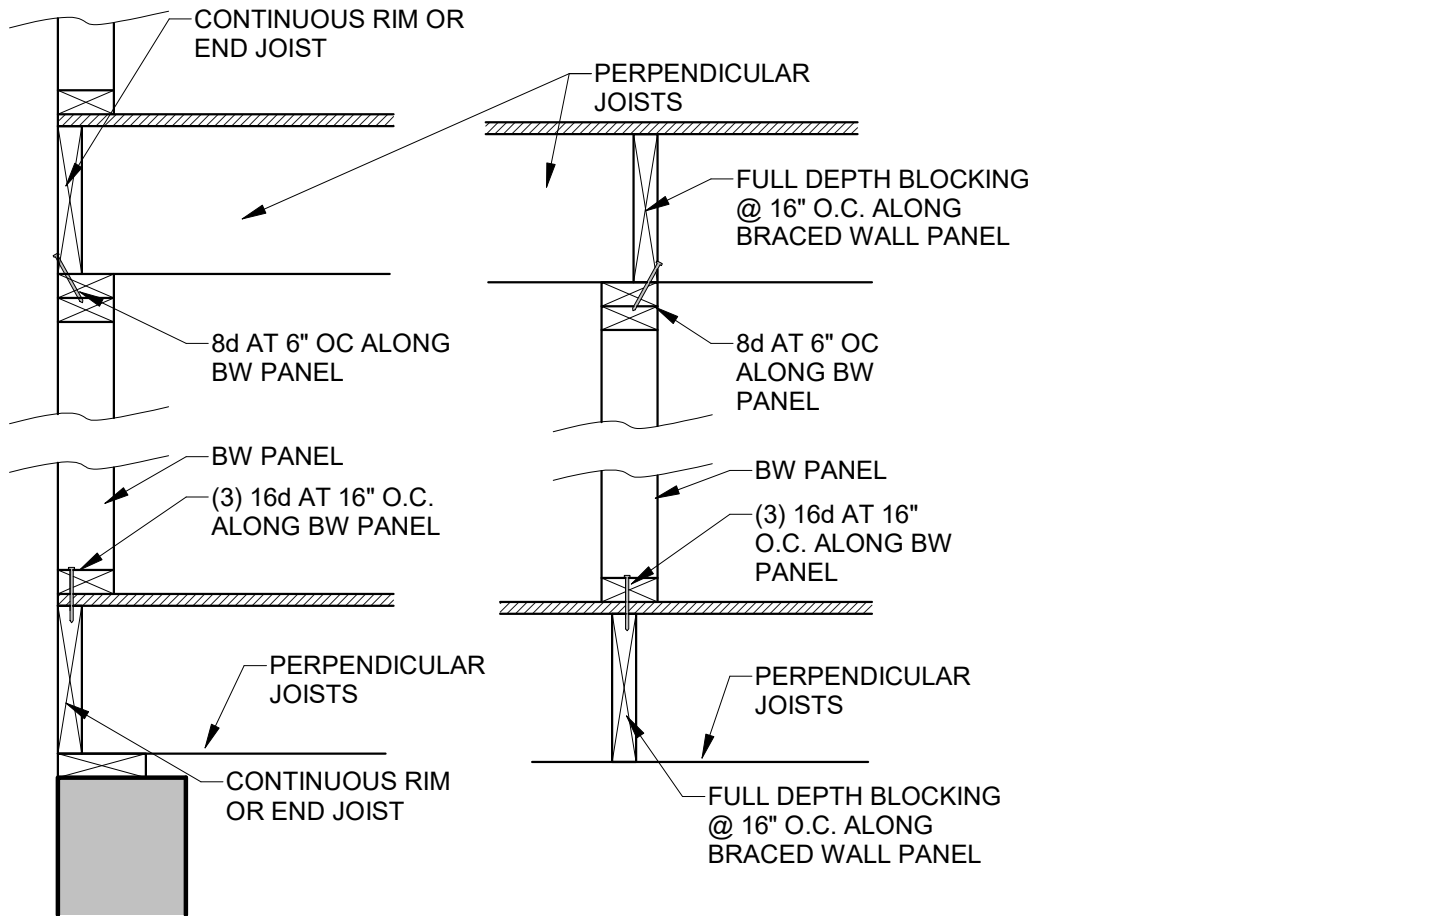 CONTINUOUS RIM OR
END JOIST
PERPENDICULAR
JOISTS
FULL DEPTH BLOCKING
@ 16" O.C. ALONG
BRACED WALL PANEL
8d AT 6" OC ALONG
BW PANEL
8d AT 6" OC
ALONG BW
PANEL
BW PANEL
(3) 16d AT 16" O.C.
ALONG BW PANEL
BW PANEL
(3) 16d AT 16"
O.C. ALONG BW
PANEL
PERPENDICULAR
JOISTS
PERPENDICULAR
JOISTS
CONTINUOUS RIM
OR END JOIST
FULL DEPTH BLOCKING
@ 16" O.C. ALONG
BRACED WALL PANEL